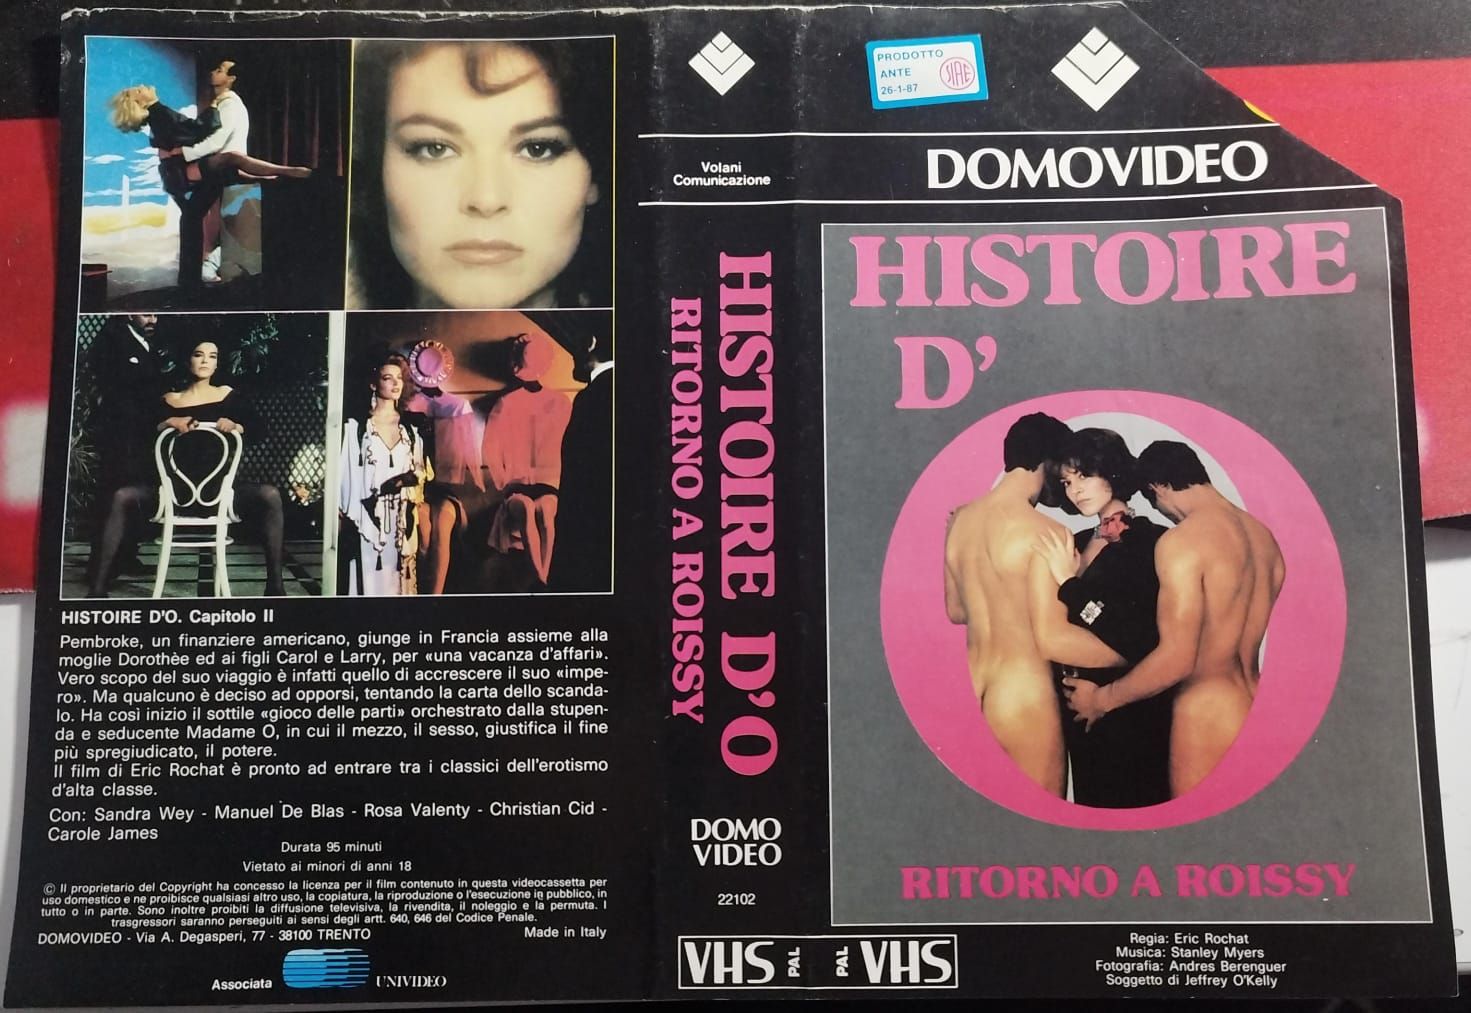 HISTOIRE D'O. Capitolo II
Pembroke, un finanziere americano, giunge in Francia assieme alla
moglie Dorothèe ed ai figli Carol e Larry, per «una vacanza d'affari».
Vero scopo del suo viaggio è infatti quello di accrescere il suo «impe-
ro». Ma qualcuno è deciso ad opporsi, tentando la carta dello scanda-
lo. Ha così inizio il sottile «gioco delle parti» orchestrato dalla stupen-
da e seducente Madame O, in cui il mezzo, il sesso, giustifica il fine
più spregiudicato, il potere.
Il film di Eric Rochat è pronto ad entrare tra i classici dell'erotismo
d'alta classe.
Con: Sandra Wey - Manuel De Blas - Rosa Valenty - Christian Cid -
Carole James
Durata 95 minuti
Vietato ai minori di anni 18
© Il proprietario del Copyright ha concesso la licenza per il film contenuto in questa videocassetta per
uso domestico e ne proibisce qualsiasi altro uso, la copiatura, la riproduzione o l'esecuzione in pubblico, in
tutto o in parte. Sono inoltre proibiti la diffusione televisiva, la rivendita, il noleggio e la permuta. I
trasgressori saranno perseguiti ai sensi degli artt. 640, 646 del Codice Penale.
DOMOVIDEO - Via A. Degasperi, 77 - 38100 TRENTO
Made in Italy
Associata
UNIVIDEO
Volani
Comunicazione
HISTOIRE D'O
RITORNO A ROISSY
DOMO
VIDEO
22102
VHS PAL
PAL VHS
PRODOTTO
ANTE
26-1-87
SIAE
DOMOVIDEO
HISTOIRE
D'O
RITORNO A ROISSY
Regia: Eric Rochat
Musica: Stanley Myers
Fotografia: Andres Berenguer
Soggetto di Jeffrey O'Kelly